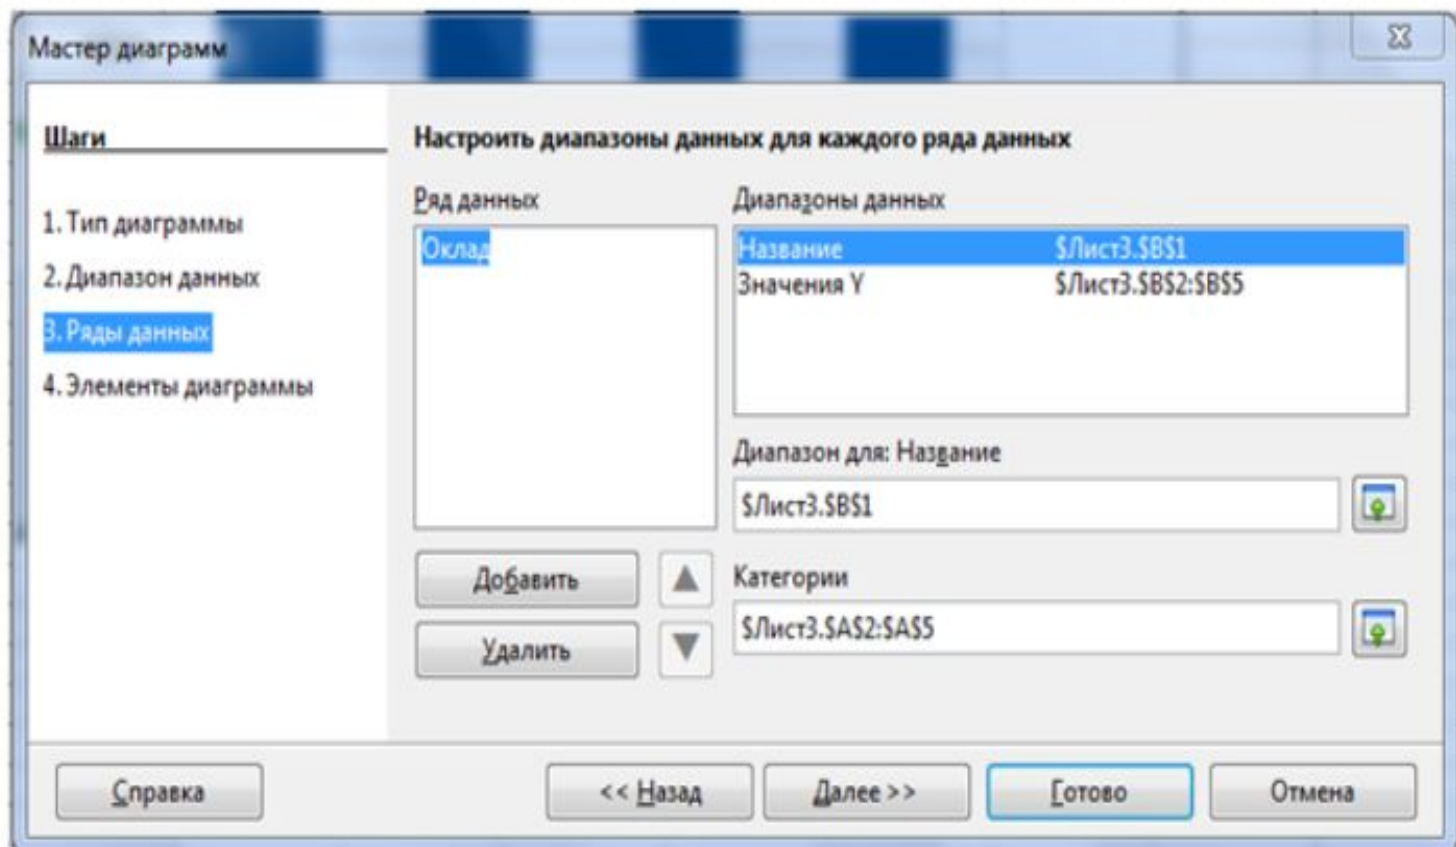 Мастер диаграмм
Шаги
1. Тип диаграммы
2. Диапазон данных
3. Ряды данных
4. Элементы диаграммы
Настроить диапазоны данных для каждого ряда данных
Ряд данных
Оклад
Диапазоны данных
Название $Лист3.$B$1
Значения Y $Лист3.$B$2:$B$5
Диапазон для: Название
$Лист3.$B$1
Добавить
Удалить
Категории
$Лист3.$A$2:$A$5
Справка
<< Назад
Далее >>
Готово
Отмена